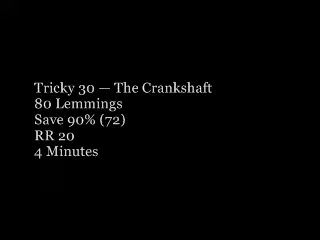 Tricky 30 — The Crankshaft
80 Lemmings
Save 90% (72)
RR 20
4 Minutes